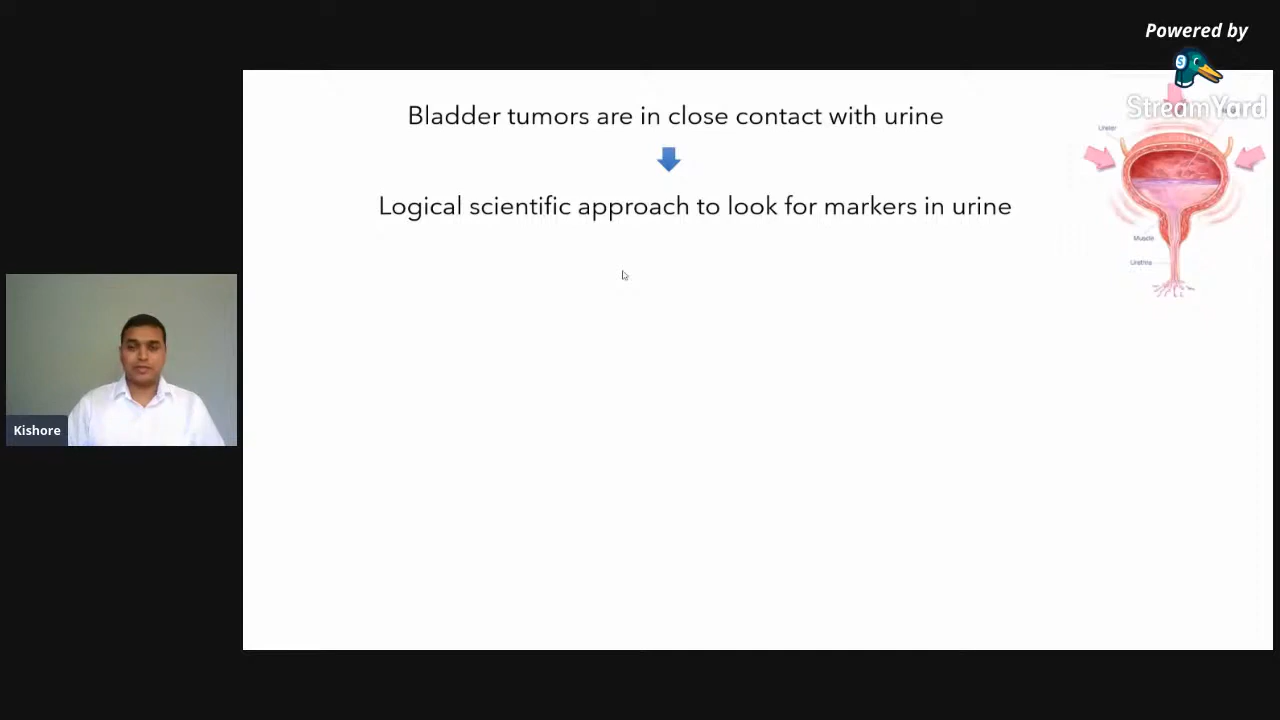 Powered by
S
StreamYard
Bladder tumors are in close contact with urine
Logical scientific approach to look for markers in urine
Ureter
Muscle
Urethra
Kishore